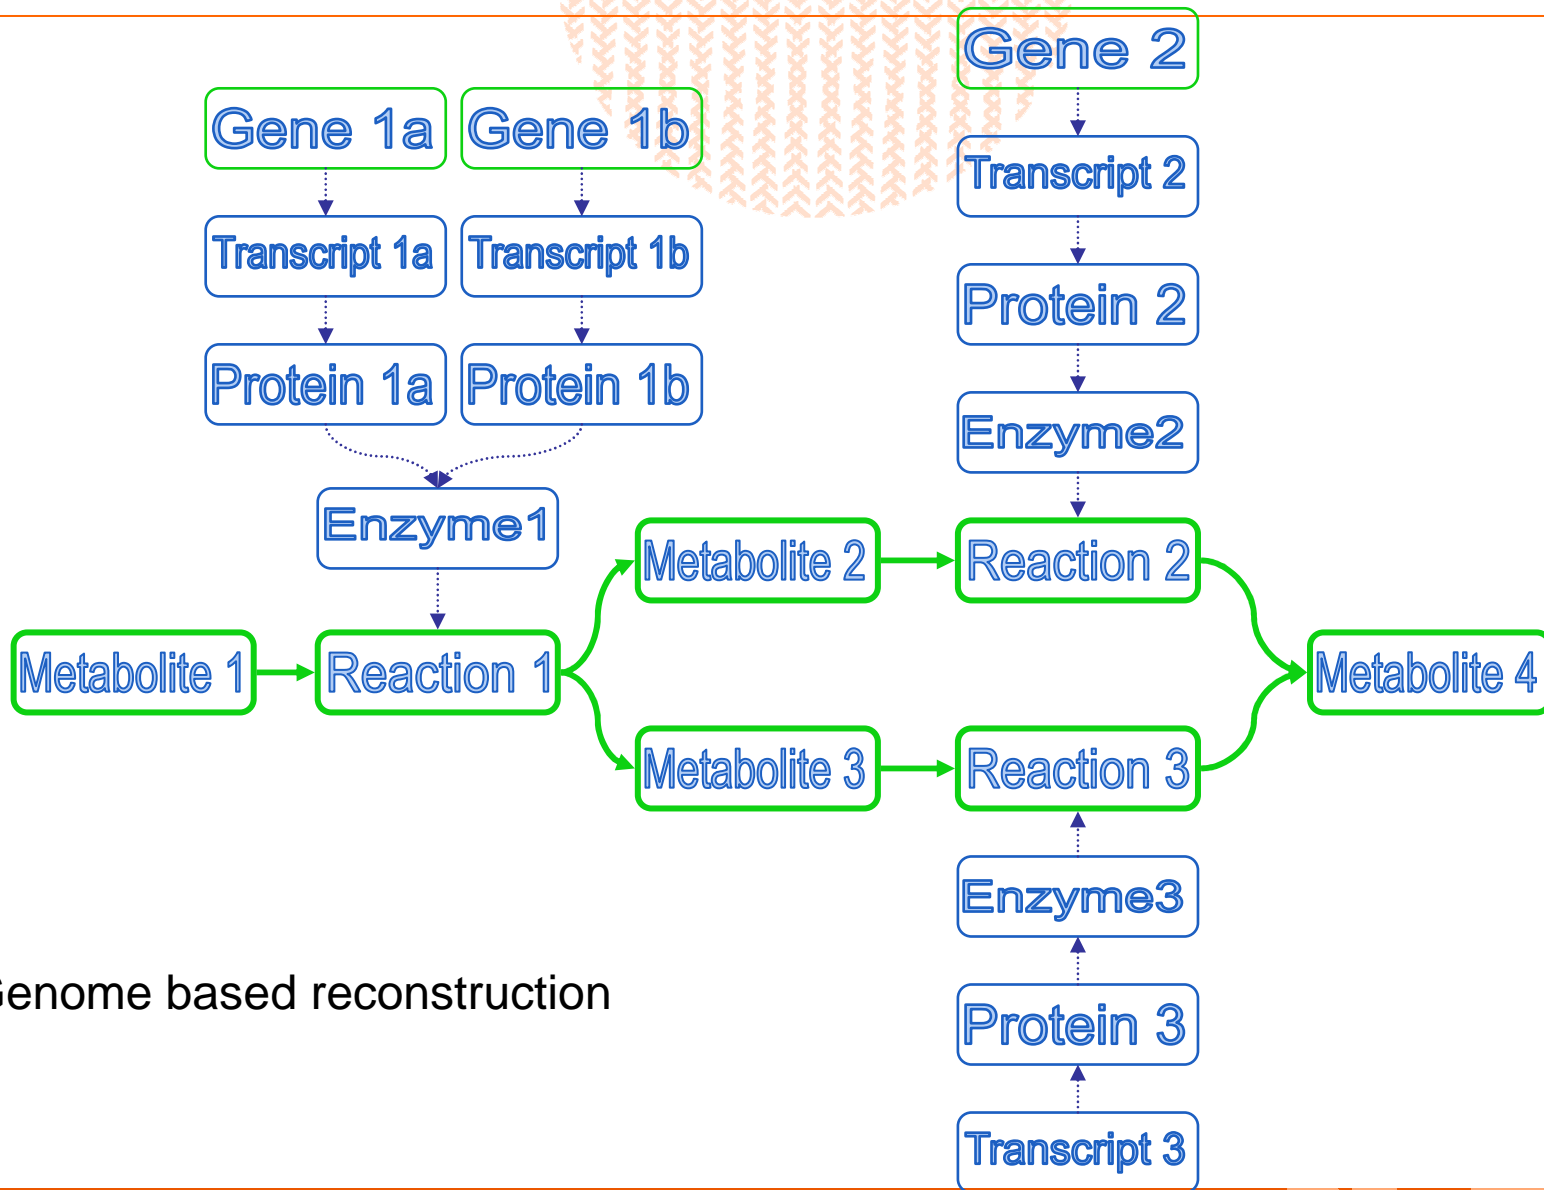 Gene 2
Gene 1a Gene 1b
Transcript 2
Transcript 1a Transcript 1b
Protein 2
Protein 1a Protein 1b
Enzyme2
Enzyme1
Metabolite 2 Reaction 2
Metabolite 1 Reaction 1 Metabolite 4
Metabolite 3 Reaction 3
Enzyme3
Genome based reconstruction
Protein 3
Transcript 3